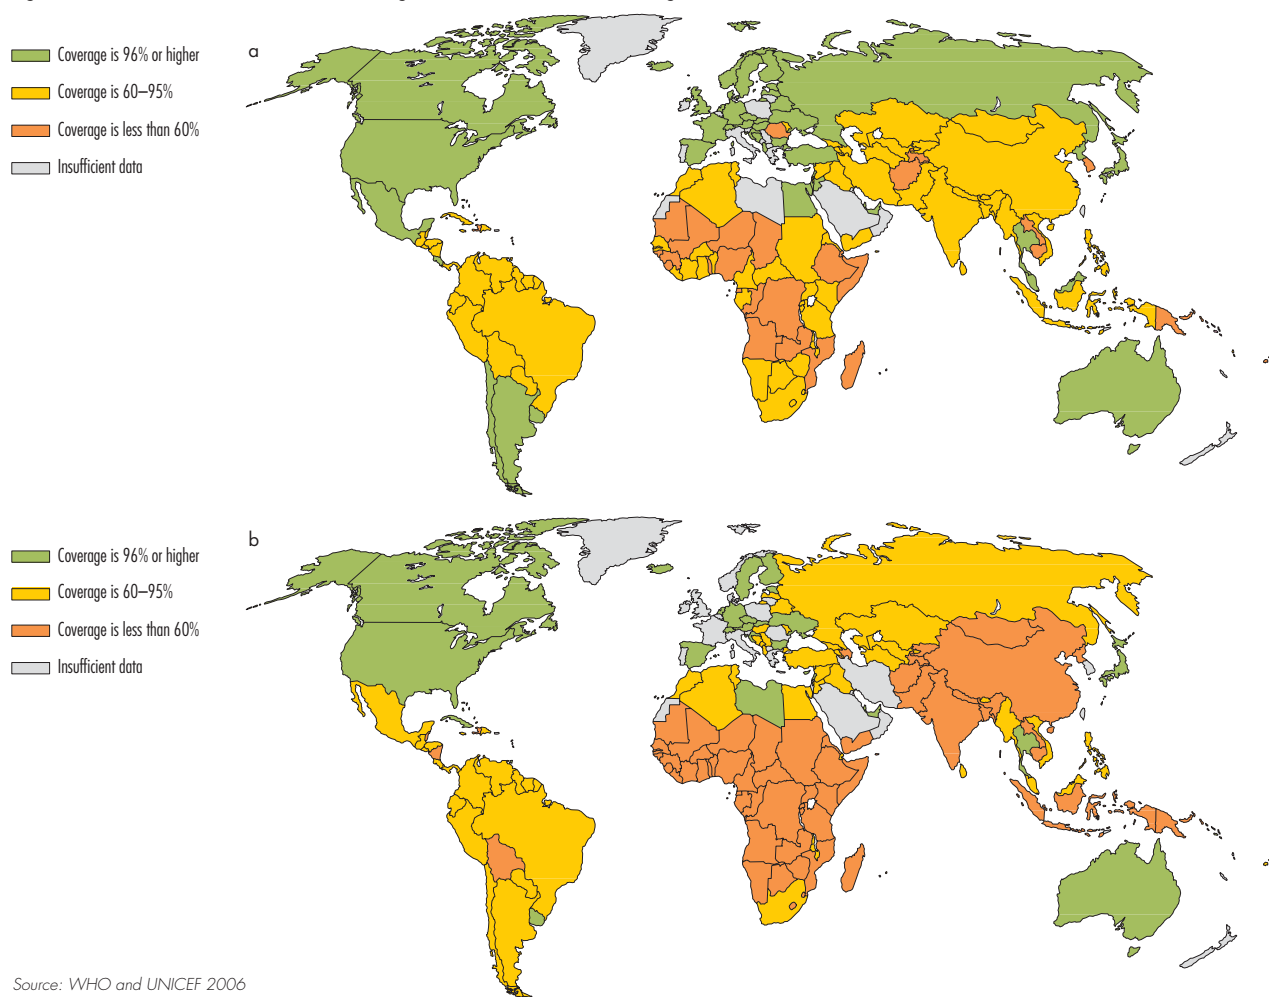 a
Coverage is 96% or higher
Coverage is 60–95%
Coverage is less than 60%
Insufficient data
b
Coverage is 96% or higher
Coverage is 60–95%
Coverage is less than 60%
Insufficient data
Source: WHO and UNICEF 2006